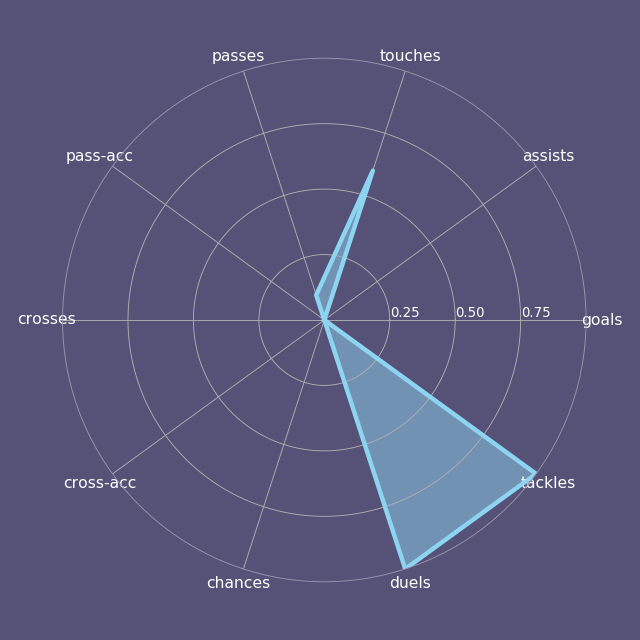 passes
touches
pass-acc
assists
crosses
0.25
0.50
0.75
goals
cross-acc
tackles
chances
duels